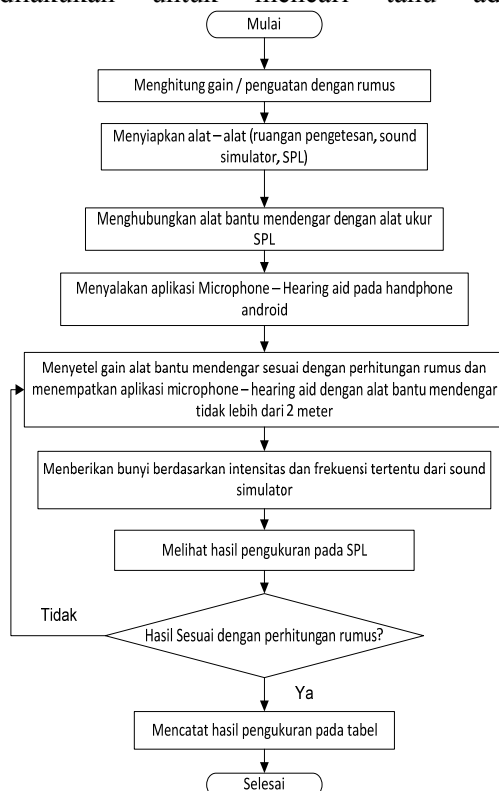 untuk mencari tahu
Mulai
Menghitung gain / penguatan dengan rumus
Menyiapkan alat – alat (ruangan pengetesan, sound
simulator, SPL)
Menghubungkan alat bantu mendengar dengan alat ukur
SPL
Menyalakan aplikasi Microphone – Hearing aid pada handphone
android
Menyetel gain alat bantu mendengar sesuai dengan perhitungan rumus dan
menempatkan aplikasi microphone – hearing aid dengan alat bantu mendengar
tidak lebih dari 2 meter
Menberikan bunyi berdasarkan intensitas dan frekuensi tertentu dari sound
simulator
Melihat hasil pengukuran pada SPL
Tidak
Hasil Sesuai dengan perhitungan rumus?
Ya
Mencatat hasil pengukuran pada tabel
Selesai